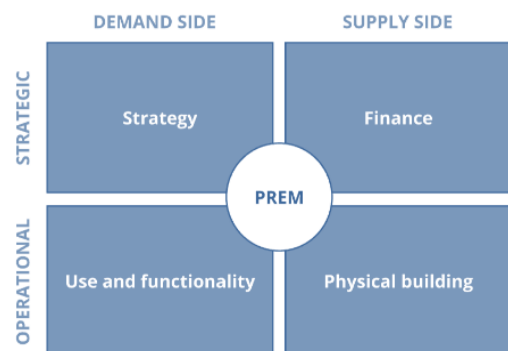 DEMAND SIDE
SUPPLY SIDE
STRATEGIC
Strategy
Finance
PREM
OPERATIONAL
Use and functionality
Physical building